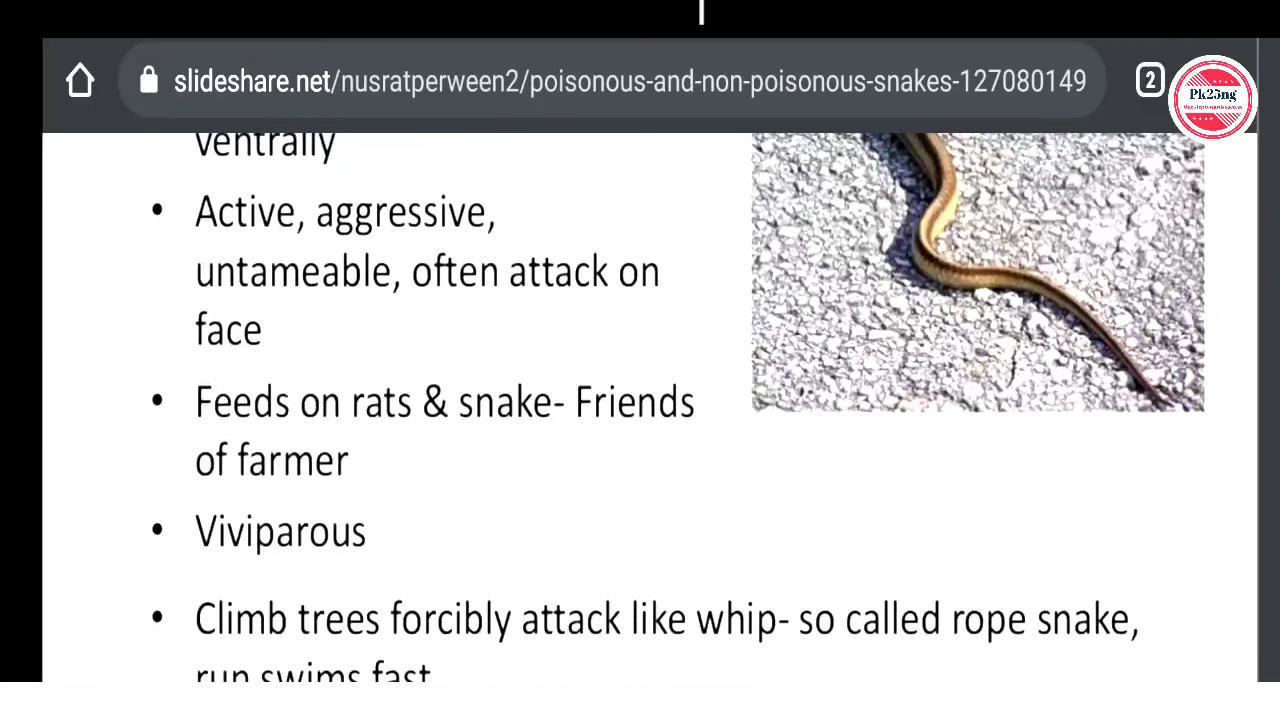 slideshare.net/nusratperween2/poisonous-and-non-poisonous-snakes-127080149
2
Pk25ng
ventrally
• Active, aggressive,
untameable, often attack on
face
• Feeds on rats & snake- Friends
of farmer
• Viviparous
• Climb trees forcibly attack like whip- so called rope snake,
run swims fast